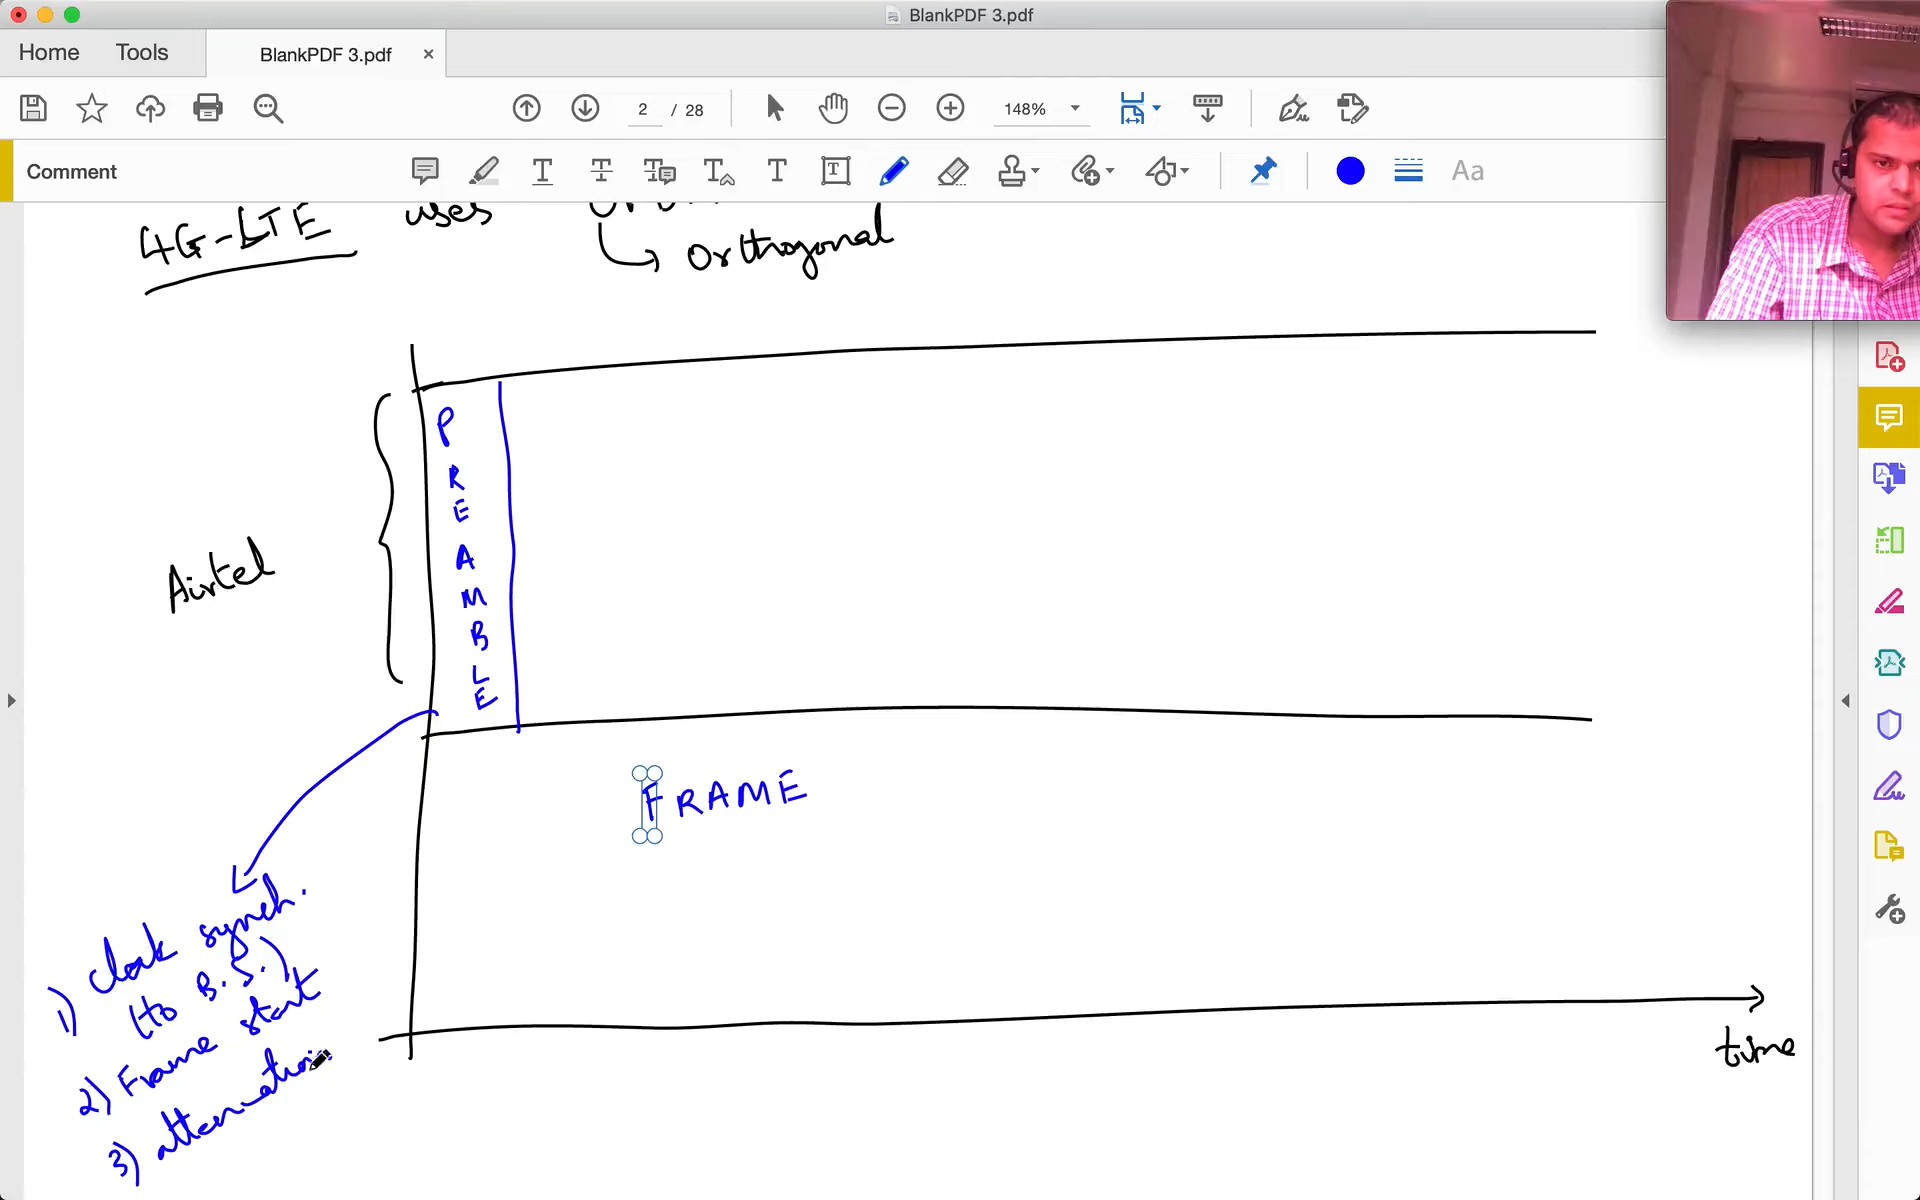 BlankPDF 3.pdf
Home Tools BlankPDF 3.pdf ×
2 / 28 148%
Comment Aa
4G-LTE uses
Orthogonal
PREAMBLE
Airtel
FRAME
1) clock synch.
(to B.S.)
2) Frame start
3) attenuation
time